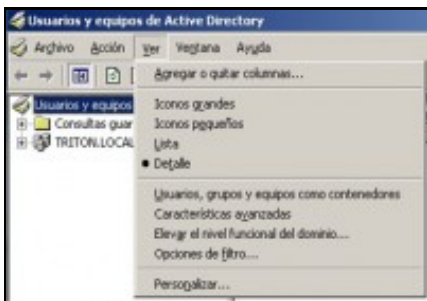 Usuarios y equipos de Active Directory
Archivo Acción Ver Ventana Ayuda
Agregar o quitar columnas...
Usuarios y equipos
Iconos grandes
Consultas guar
Iconos pequeños
TRITON.LOCAL
Lista
Detalle
Usuarios, grupos y equipos como contenedores
Características avanzadas
Elevar el nivel funcional del dominio...
Opciones de filtro...
Personalizar...